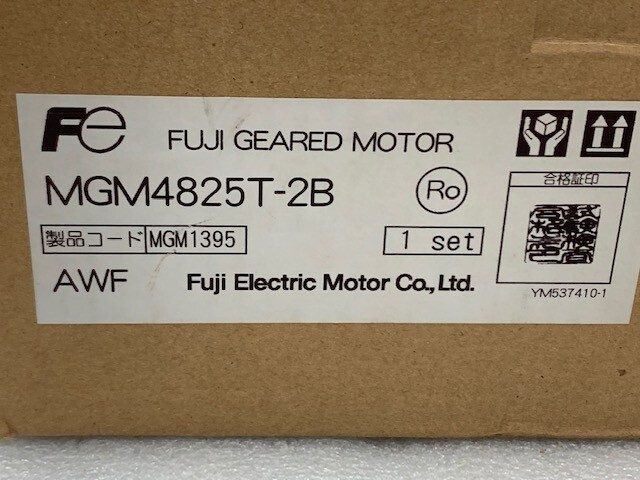 Fe
FUJI GEARED MOTOR
MGM4825T-2B
Ro
合格証印
製品コード MGM1395
1 set
AWF
Fuji Electric Motor Co., Ltd.
YM537410-1